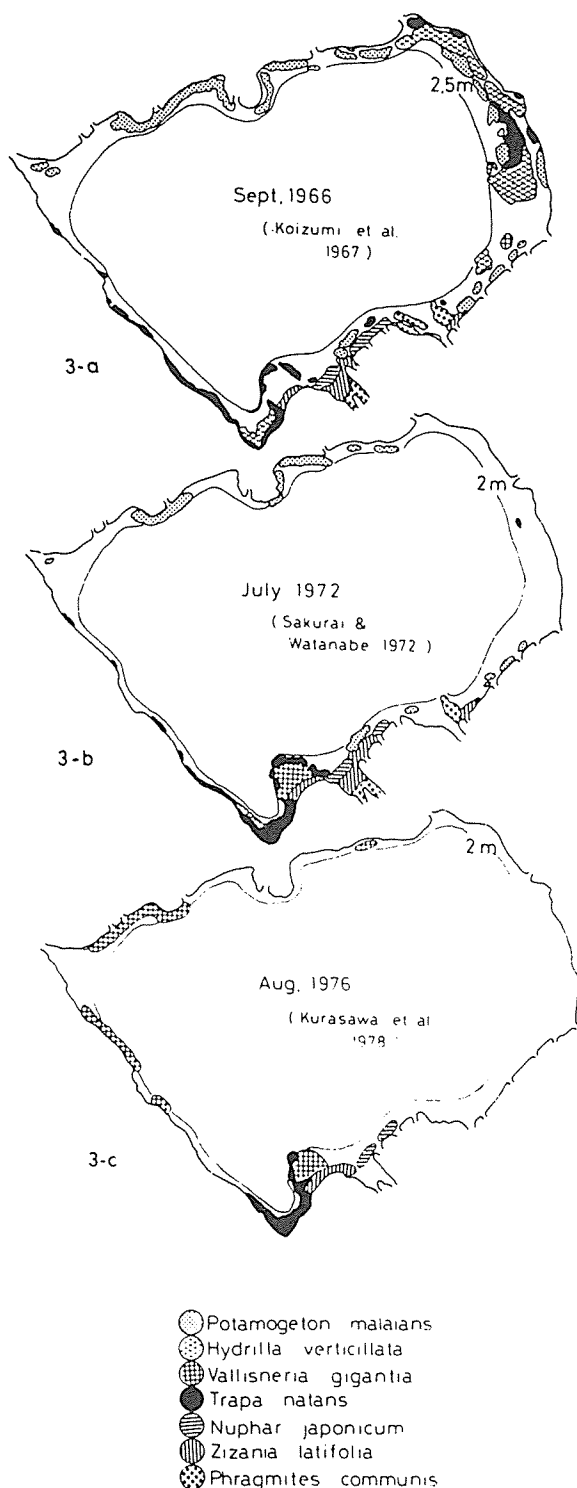 2,5m
Sept, 1966
(Koizumi et al.
1967)
3-a
2m
July 1972
(Sakurai &
Watanabe 1972)
3-b
2m
Aug, 1976
(Kurasawa et al
1978)
3-c
Potamogeton malaians
Hydrilla verticillata
Vallisneria gigantia
Trapa natans
Nuphar japonicum
Zizania latifolia
Phragmites communis